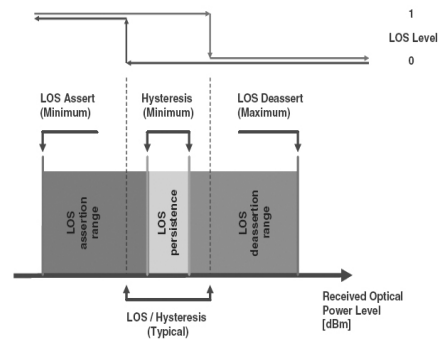 1
LOS Level
0
LOS Assert
(Minimum)
Hysteresis
(Minimum)
LOS Deassert
(Maximum)
LOS
assertion
range
LOS
persistence
LOS
deassertion
range
Received Optical
Power Level
[dBm]
LOS / Hysteresis
(Typical)